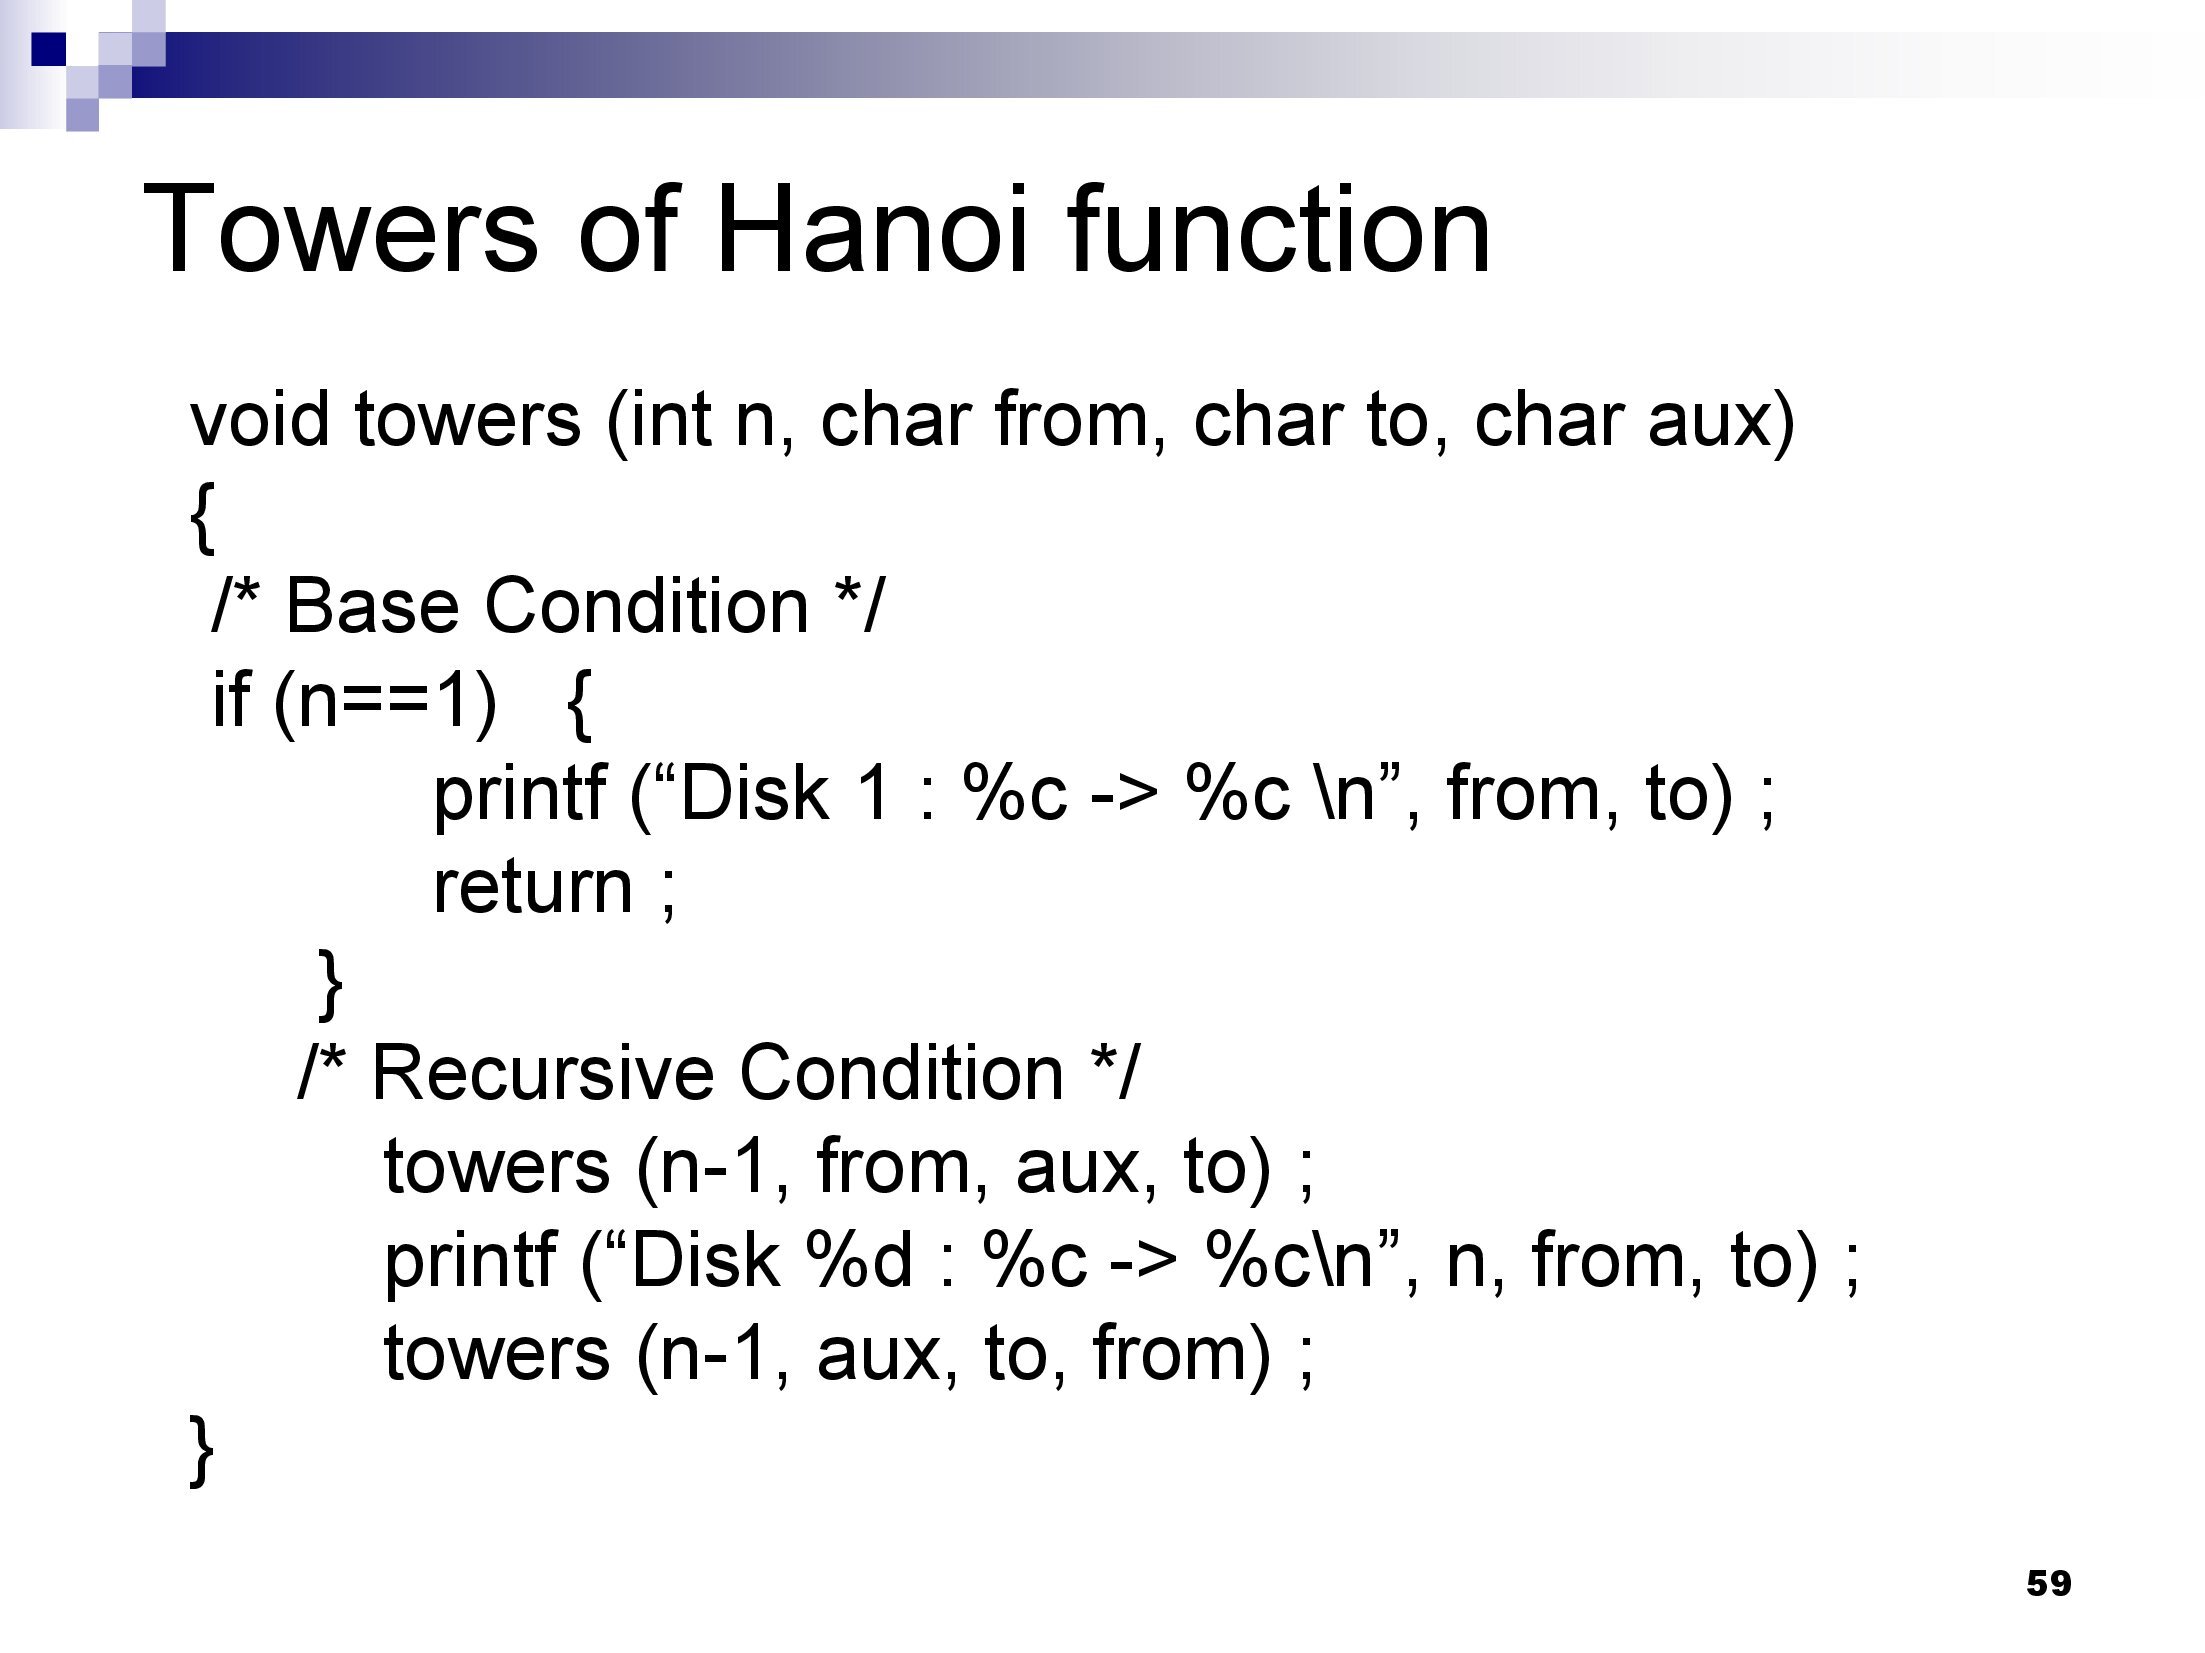 Towers of Hanoi function
void towers (int n, char from, char to, char aux)
{
/* Base Condition */
if (n==1) {
printf (“Disk 1 : %c -> %c \n”, from, to) ;
return ;
}
/* Recursive Condition */
towers (n-1, from, aux, to) ;
printf (“Disk %d : %c -> %c\n”, n, from, to) ;
towers (n-1, aux, to, from) ;
}
59